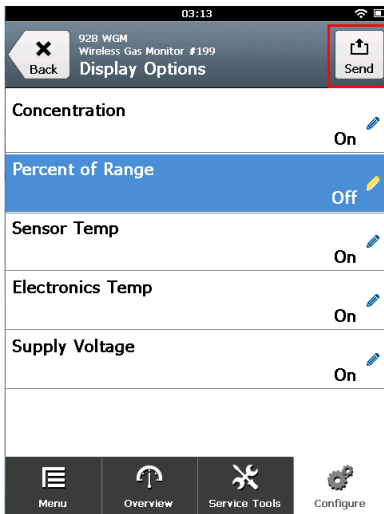 03:13
928 WGM
Wireless Gas Monitor #199
Display Options
Back
Send
Concentration
On
Percent of Range
Off
Sensor Temp
On
Electronics Temp
On
Supply Voltage
On
Menu
Overview
Service Tools
Configure